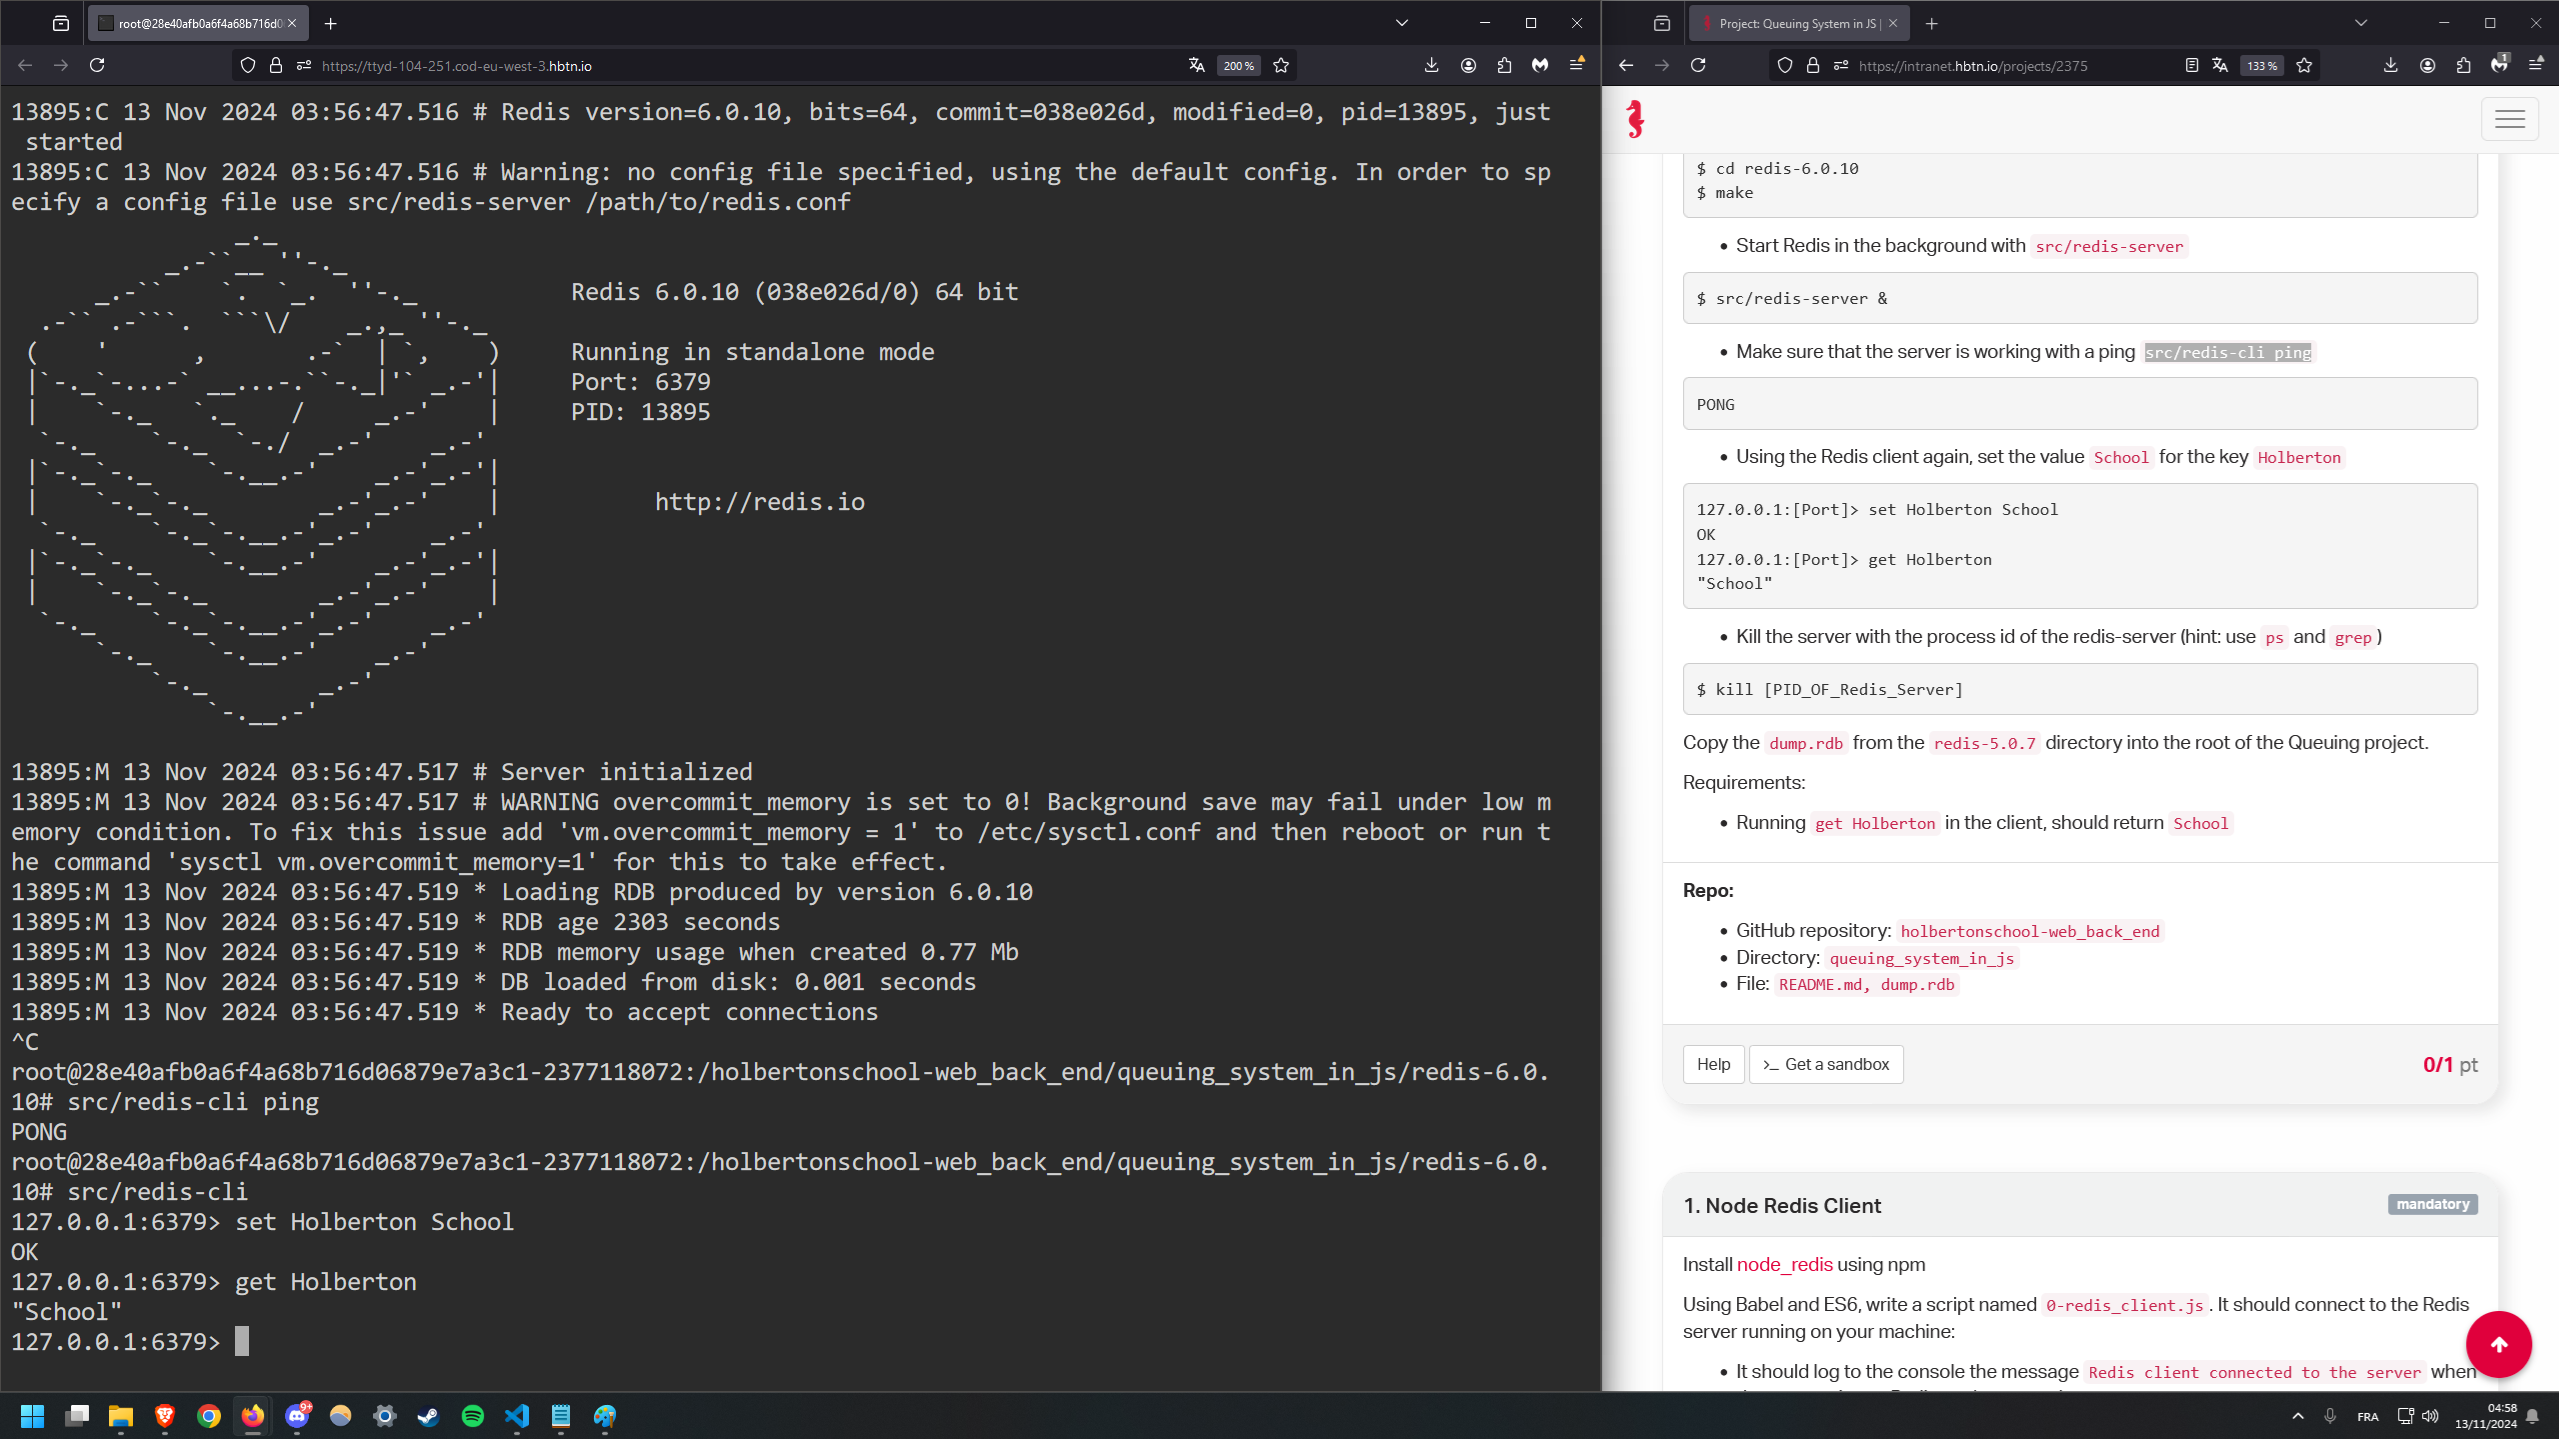 root@28e40afb0a6f4a68b716d0
https://ttyd-104-251.cod-eu-west-3.hbtn.io
200 %
13895:C 13 Nov 2024 03:56:47.516 # Redis version=6.0.10, bits=64, commit=038e026d, modified=0, pid=13895, just
started
13895:C 13 Nov 2024 03:56:47.516 # Warning: no config file specified, using the default config. In order to sp
ecify a config file use src/redis-server /path/to/redis.conf
Redis 6.0.10 (038e026d/0) 64 bit
Running in standalone mode
Port: 6379
PID: 13895
http://redis.io
13895:M 13 Nov 2024 03:56:47.517 # Server initialized
13895:M 13 Nov 2024 03:56:47.517 # WARNING overcommit_memory is set to 0! Background save may fail under low m
emory condition. To fix this issue add 'vm.overcommit_memory = 1' to /etc/sysctl.conf and then reboot or run t
he command 'sysctl vm.overcommit_memory=1' for this to take effect.
13895:M 13 Nov 2024 03:56:47.519 * Loading RDB produced by version 6.0.10
13895:M 13 Nov 2024 03:56:47.519 * RDB age 2303 seconds
13895:M 13 Nov 2024 03:56:47.519 * RDB memory usage when created 0.77 Mb
13895:M 13 Nov 2024 03:56:47.519 * DB loaded from disk: 0.001 seconds
13895:M 13 Nov 2024 03:56:47.519 * Ready to accept connections
^C
root@28e40afb0a6f4a68b716d06879e7a3c1-2377118072:/holbertonschool-web_back_end/queuing_system_in_js/redis-6.0.
10# src/redis-cli ping
PONG
root@28e40afb0a6f4a68b716d06879e7a3c1-2377118072:/holbertonschool-web_back_end/queuing_system_in_js/redis-6.0.
10# src/redis-cli
127.0.0.1:6379> set Holberton School
OK
127.0.0.1:6379> get Holberton
"School"
127.0.0.1:6379>
Project: Queuing System in JS |
https://intranet.hbtn.io/projects/2375
133 %
1
$ cd redis-6.0.10
$ make
• Start Redis in the background with src/redis-server
$ src/redis-server &
• Make sure that the server is working with a ping src/redis-cli ping
PONG
• Using the Redis client again, set the value School for the key Holberton
127.0.0.1:[Port]> set Holberton School
OK
127.0.0.1:[Port]> get Holberton
"School"
• Kill the server with the process id of the redis-server (hint: use ps and grep)
$ kill [PID_OF_Redis_Server]
Copy the dump.rdb from the redis-5.0.7 directory into the root of the Queuing project.
Requirements:
• Running get Holberton in the client, should return School
Repo:
• GitHub repository: holbertonschool-web_back_end
• Directory: queuing_system_in_js
• File: README.md, dump.rdb
Help
>_ Get a sandbox
0/1 pt
1. Node Redis Client
mandatory
Install node_redis using npm
Using Babel and ES6, write a script named 0-redis_client.js. It should connect to the Redis
server running on your machine:
• It should log to the console the message Redis client connected to the server when
9+
FRA
04:58
13/11/2024